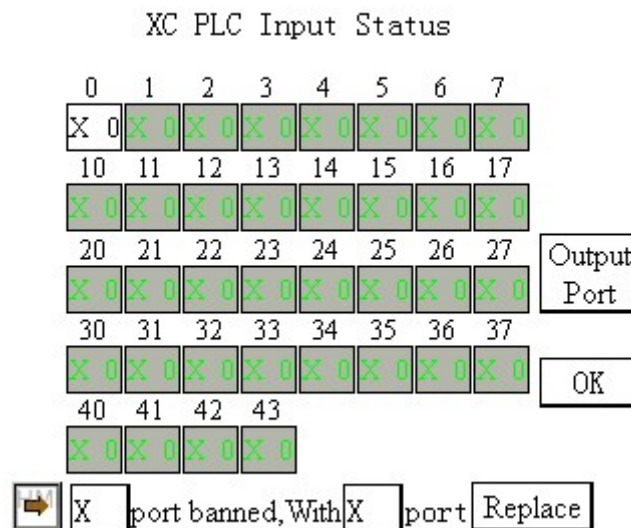 XC PLC Input Status
0 1 2 3 4 5 6 7
X 0 X 0 X 0 X 0 X 0 X 0 X 0 X 0
10 11 12 13 14 15 16 17
X 0 X 0 X 0 X 0 X 0 X 0 X 0 X 0
20 21 22 23 24 25 26 27
X 0 X 0 X 0 X 0 X 0 X 0 X 0 X 0
Output
Port
30 31 32 33 34 35 36 37
X 0 X 0 X 0 X 0 X 0 X 0 X 0 X 0
OK
40 41 42 43
X 0 X 0 X 0 X 0
X port banned,With X port Replace